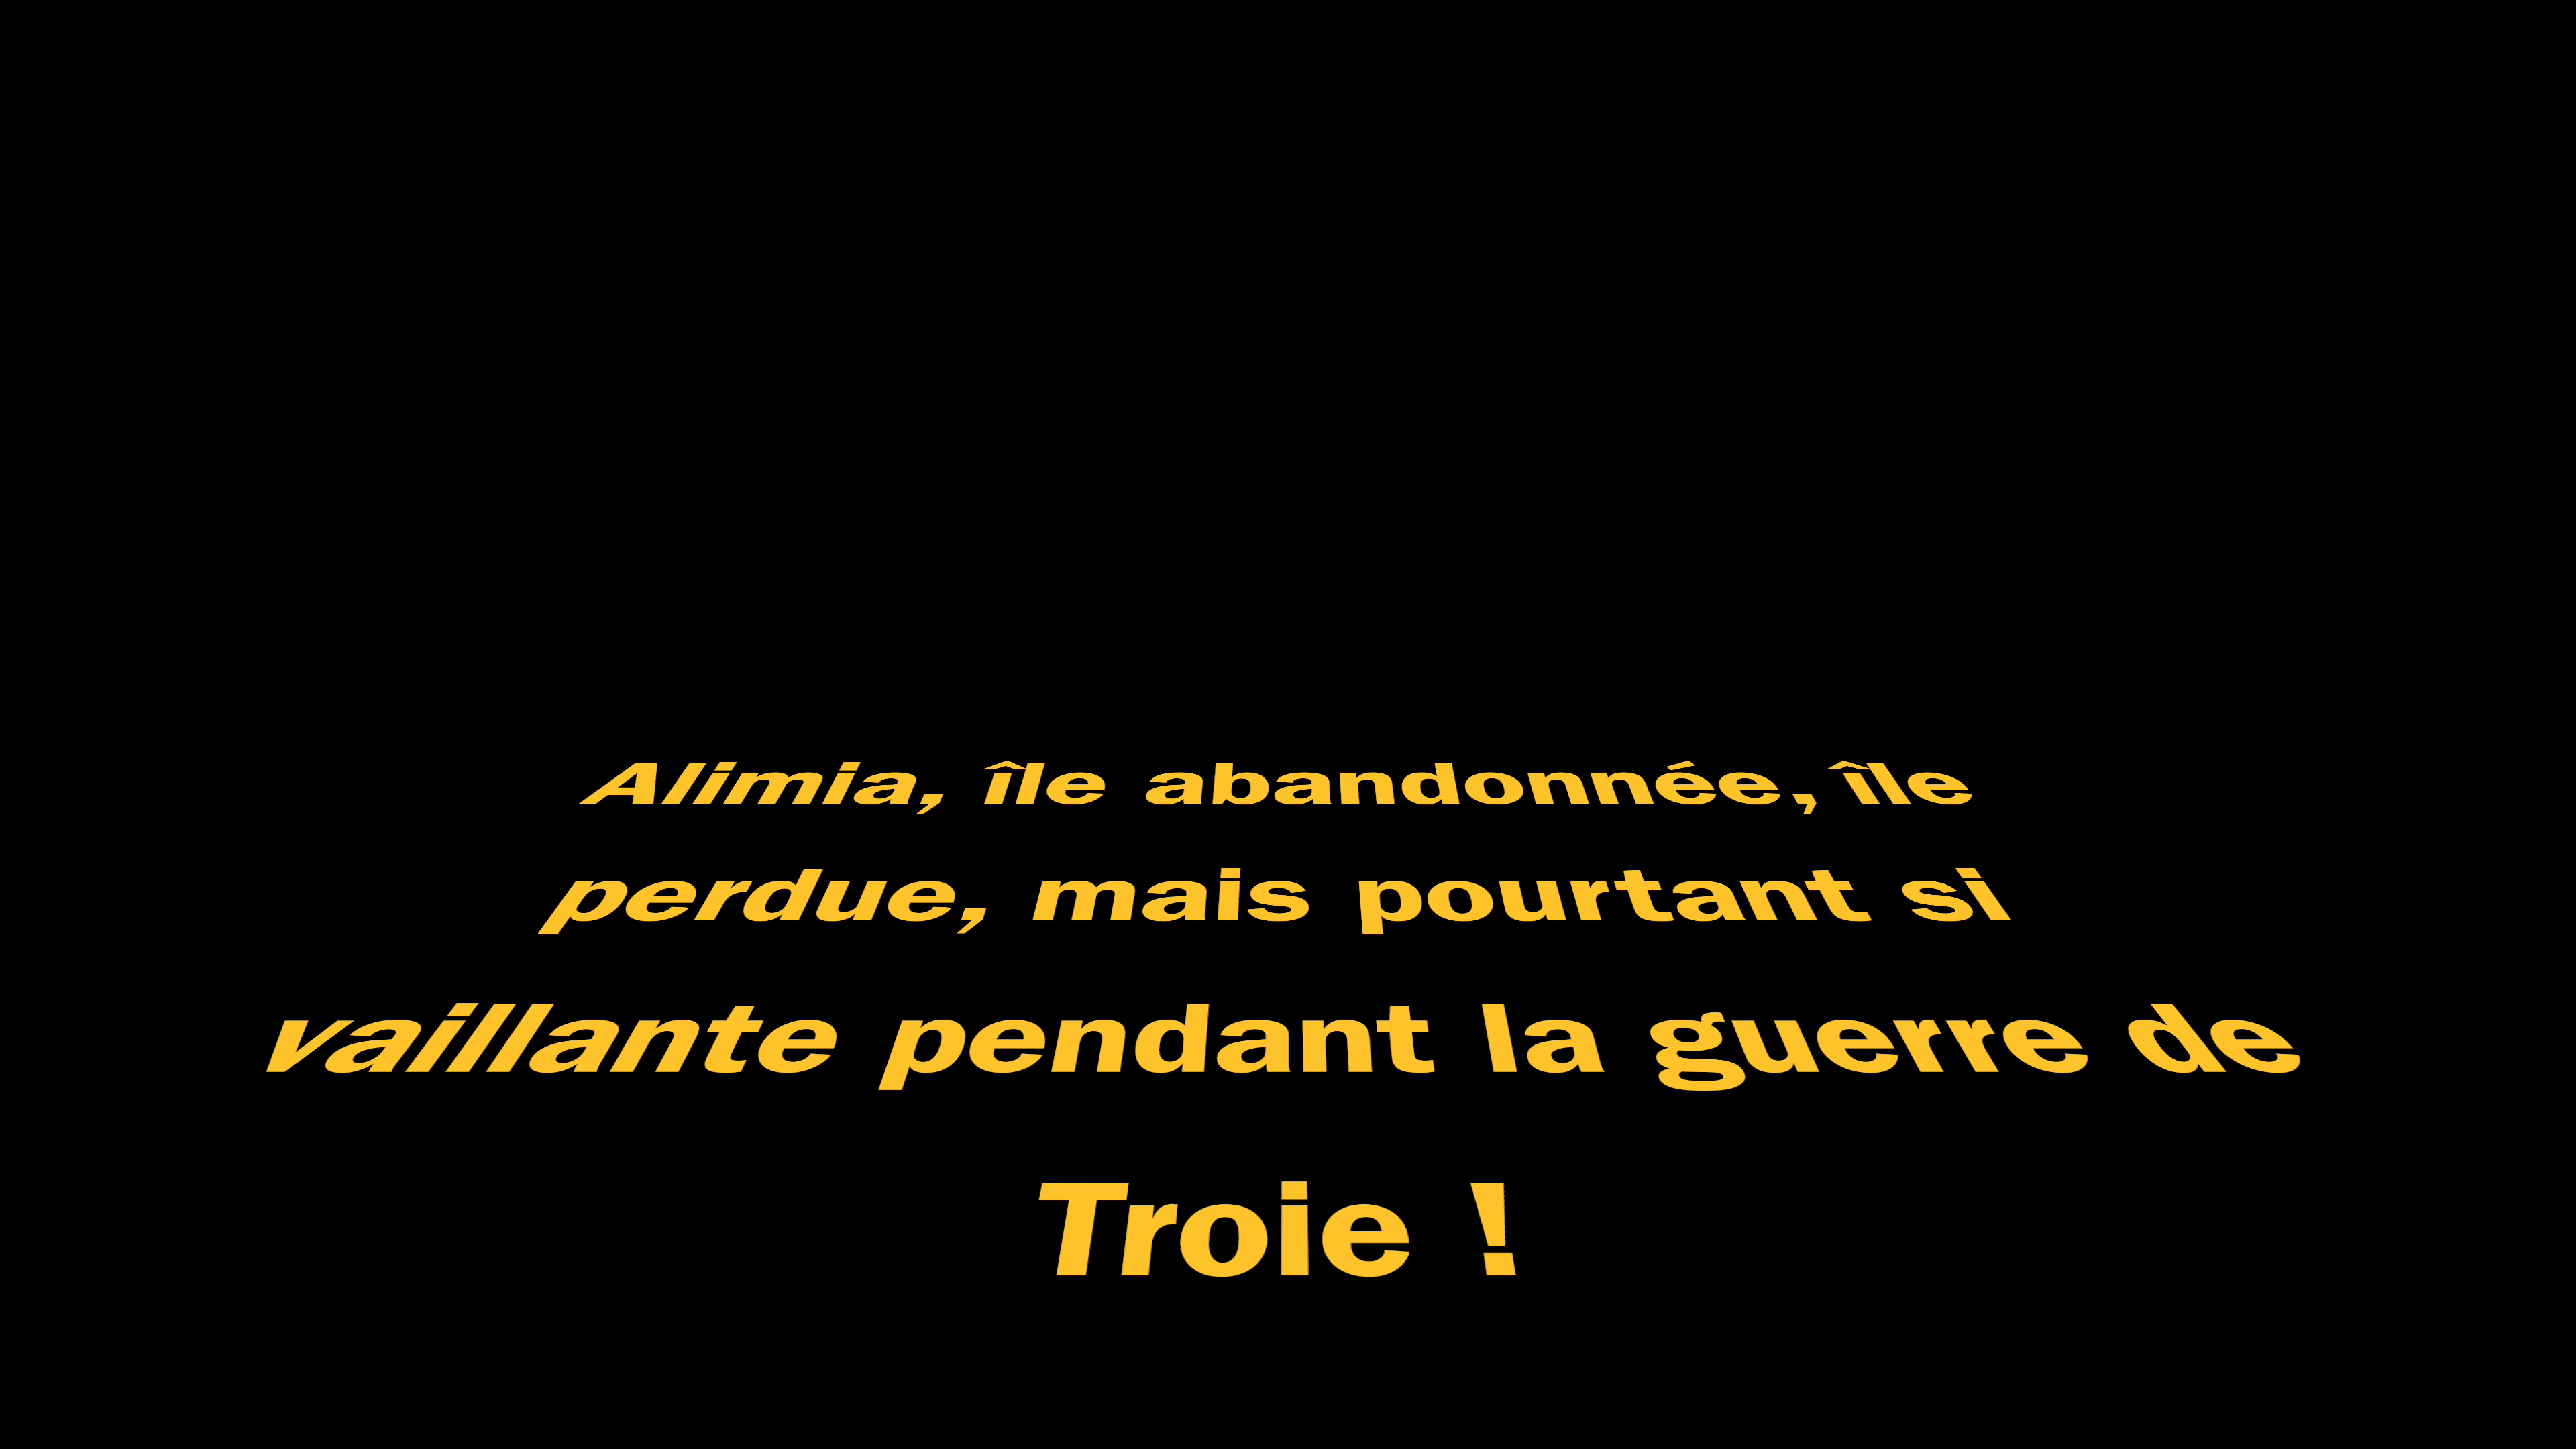 Alimia, île abandonnée, île
perdue, mais pourtant si
vaillante pendant la guerre de
Troie !